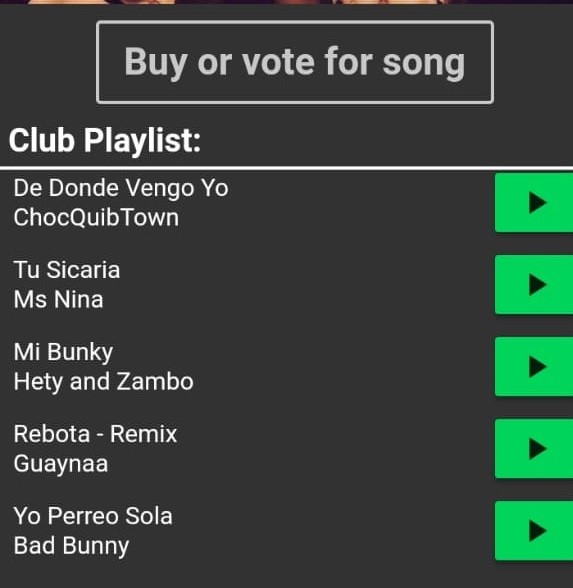 Buy or vote for song
Club Playlist:
De Donde Vengo Yo
ChocQuibTown
Tu Sicaria
Ms Nina
Mi Bunky
Hety and Zambo
Rebota - Remix
Guaynaa
Yo Perreo Sola
Bad Bunny